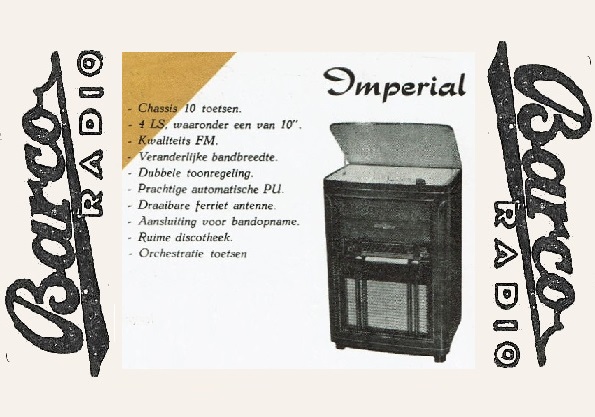 Barco
RADIO
Imperial
- Chassis 10 toetsen.
- 4 LS, waaronder een van 10".
- Kwaliteits FM.
- Veranderlijke bandbreedte.
- Dubbele toonregeling.
- Prachtige automatische PU.
- Draaibare ferriet antenne.
- Aansluiting voor bandopname.
- Ruime discotheek.
- Orchestratie toetsen
Barco
RADIO